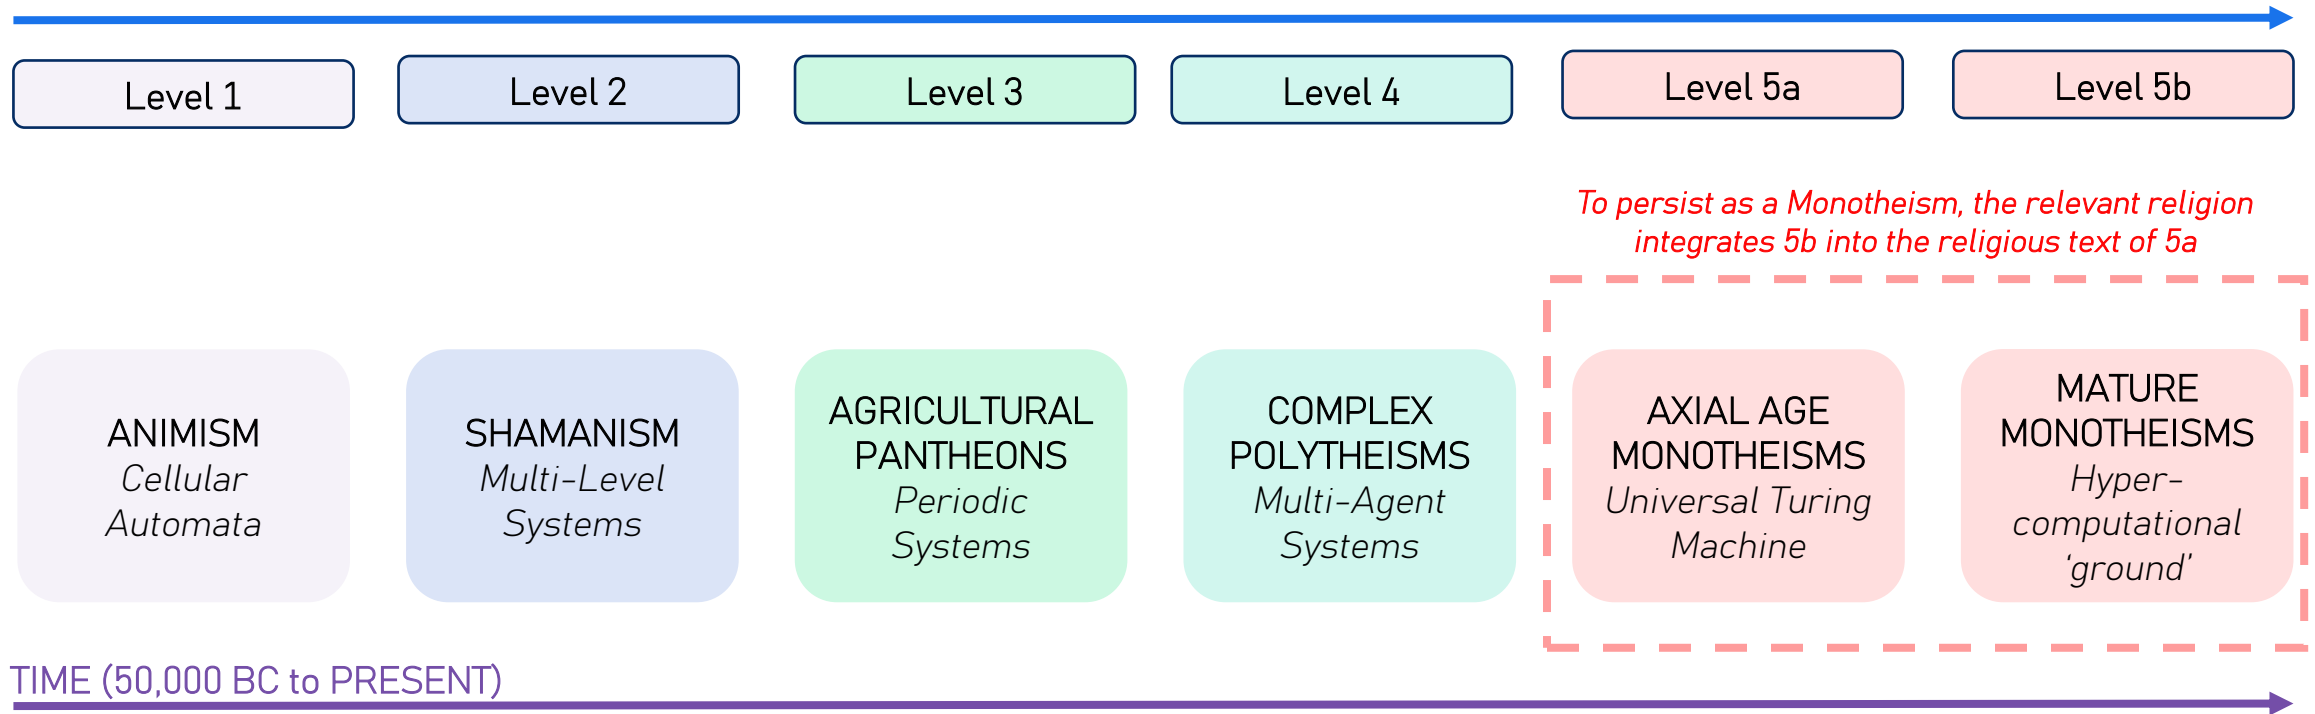 Level 1
Level 2
Level 3
Level 4
Level 5a
Level 5b
To persist as a Monotheism, the relevant religion
integrates 5b into the religious text of 5a
ANIMISM
Cellular
Automata
SHAMANISM
Multi-Level
Systems
AGRICULTURAL
PANTHEONS
Periodic
Systems
COMPLEX
POLYTHEISMS
Multi-Agent
Systems
AXIAL AGE
MONOTHEISMS
Universal Turing
Machine
MATURE
MONOTHEISMS
Hyper-
computational
‘ground’
TIME (50,000 BC to PRESENT)